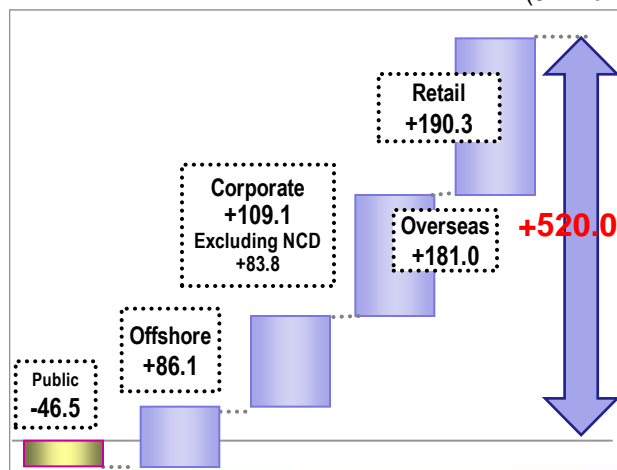 Retail
+190.3
Corporate
+109.1
Excluding NCD
+83.8
Overseas
+181.0
+520.0
Offshore
+86.1
Public
-46.5